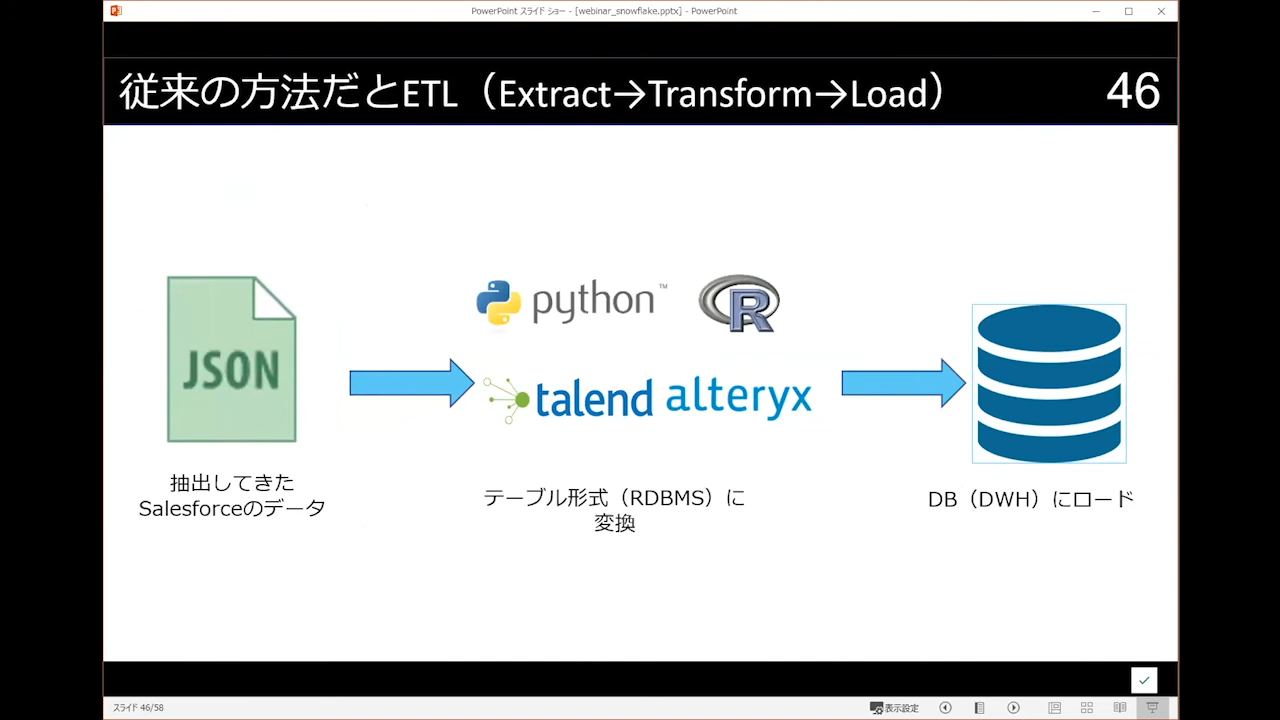 PowerPoint スライド ショー - [webinar_snowflake.pptx] - PowerPoint
従来の方法だとETL（Extract→Transform→Load）
46
python™
R
JSON
talend
alteryx
抽出してきた
Salesforceのデータ
テーブル形式（RDBMS）に
変換
DB（DWH）にロード
スライド 46/58
表示設定